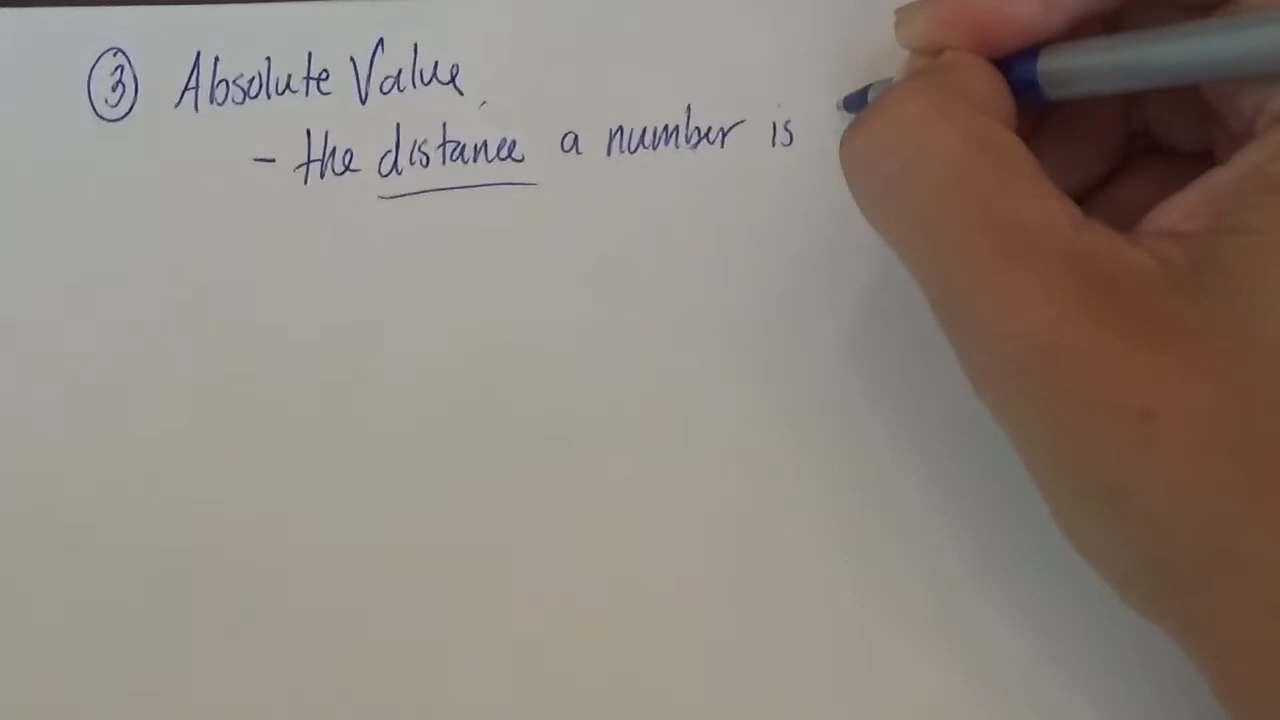 ③ Absolute Value
- the distance a number is